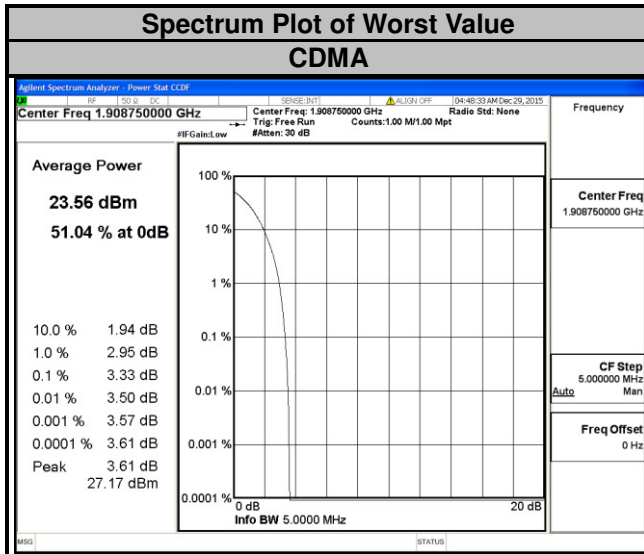 Spectrum Plot of Worst Value
CDMA
Agilent Spectrum Analyzer - Power Stat CCDF
RF 50 Ω DC SENSE:INT ALIGN OFF 04:48:33 AM Dec 29, 2015
Center Freq 1.908750000 GHz
Center Freq: 1.908750000 GHz Radio Std: None
Trig: Free Run Counts:1.00 M/1.00 Mpt
#IFGain:Low #Atten: 30 dB
Frequency
Average Power
23.56 dBm
51.04 % at 0dB
10.0 % 1.94 dB
1.0 % 2.95 dB
0.1 % 3.33 dB
0.01 % 3.50 dB
0.001 % 3.57 dB
0.0001 % 3.61 dB
Peak 3.61 dB
27.17 dBm
100 %
10 %
1 %
0.1 %
0.01 %
0.001 %
0.0001 %
0 dB 20 dB
Info BW 5.0000 MHz
Center Freq
1.908750000 GHz
CF Step
5.000000 MHz
Auto Man
Freq Offset
0 Hz
MSG STATUS